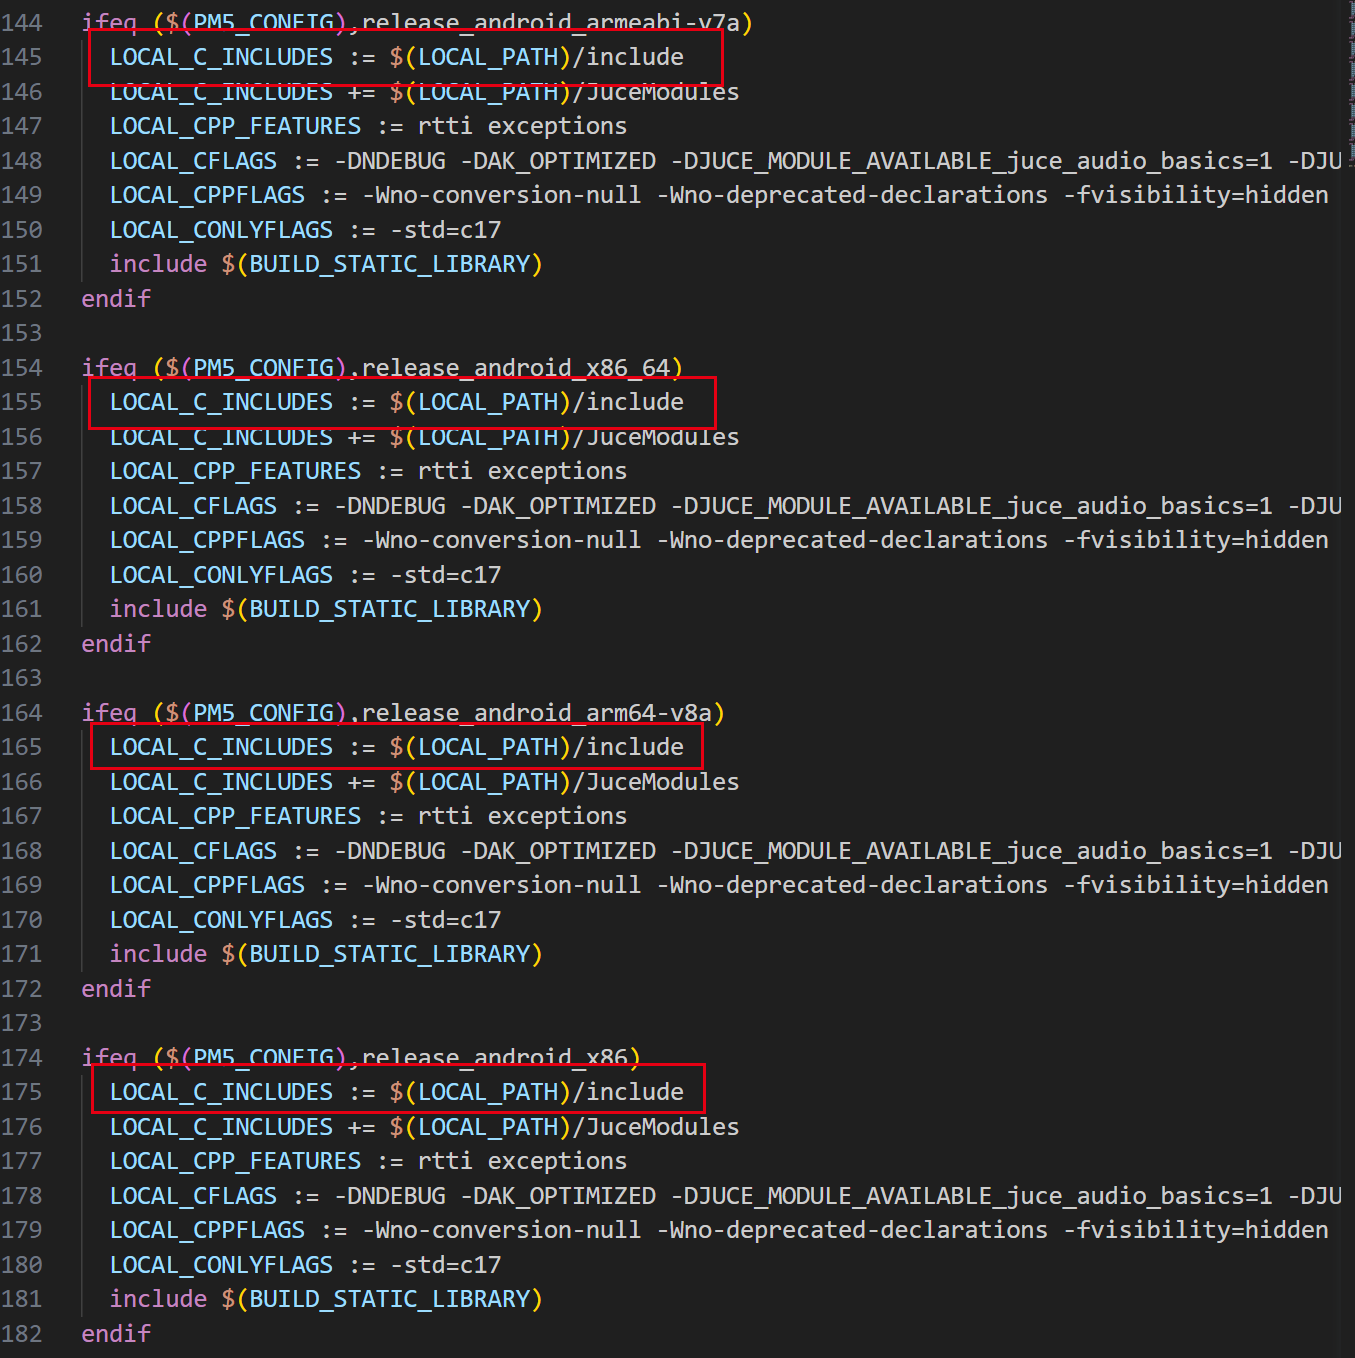 144 ifeq ($(PM5_CONFIG),release_android_armeabi-v7a)
145 LOCAL_C_INCLUDES := $(LOCAL_PATH)/include
146 LOCAL_C_INCLUDES += $(LOCAL_PATH)/JuceModules
147 LOCAL_CPP_FEATURES := rtti exceptions
148 LOCAL_CFLAGS := -DNDEBUG -DAK_OPTIMIZED -DJUCE_MODULE_AVAILABLE_juce_audio_basics=1 -DJU
149 LOCAL_CPPFLAGS := -Wno-conversion-null -Wno-deprecated-declarations -fvisibility=hidden
150 LOCAL_CONLYFLAGS := -std=c17
151 include $(BUILD_STATIC_LIBRARY)
152 endif
153
154 ifeq ($(PM5_CONFIG),release_android_x86_64)
155 LOCAL_C_INCLUDES := $(LOCAL_PATH)/include
156 LOCAL_C_INCLUDES += $(LOCAL_PATH)/JuceModules
157 LOCAL_CPP_FEATURES := rtti exceptions
158 LOCAL_CFLAGS := -DNDEBUG -DAK_OPTIMIZED -DJUCE_MODULE_AVAILABLE_juce_audio_basics=1 -DJU
159 LOCAL_CPPFLAGS := -Wno-conversion-null -Wno-deprecated-declarations -fvisibility=hidden
160 LOCAL_CONLYFLAGS := -std=c17
161 include $(BUILD_STATIC_LIBRARY)
162 endif
163
164 ifeq ($(PM5_CONFIG),release_android_arm64-v8a)
165 LOCAL_C_INCLUDES := $(LOCAL_PATH)/include
166 LOCAL_C_INCLUDES += $(LOCAL_PATH)/JuceModules
167 LOCAL_CPP_FEATURES := rtti exceptions
168 LOCAL_CFLAGS := -DNDEBUG -DAK_OPTIMIZED -DJUCE_MODULE_AVAILABLE_juce_audio_basics=1 -DJU
169 LOCAL_CPPFLAGS := -Wno-conversion-null -Wno-deprecated-declarations -fvisibility=hidden
170 LOCAL_CONLYFLAGS := -std=c17
171 include $(BUILD_STATIC_LIBRARY)
172 endif
173
174 ifeq ($(PM5_CONFIG),release_android_x86)
175 LOCAL_C_INCLUDES := $(LOCAL_PATH)/include
176 LOCAL_C_INCLUDES += $(LOCAL_PATH)/JuceModules
177 LOCAL_CPP_FEATURES := rtti exceptions
178 LOCAL_CFLAGS := -DNDEBUG -DAK_OPTIMIZED -DJUCE_MODULE_AVAILABLE_juce_audio_basics=1 -DJU
179 LOCAL_CPPFLAGS := -Wno-conversion-null -Wno-deprecated-declarations -fvisibility=hidden
180 LOCAL_CONLYFLAGS := -std=c17
181 include $(BUILD_STATIC_LIBRARY)
182 endif